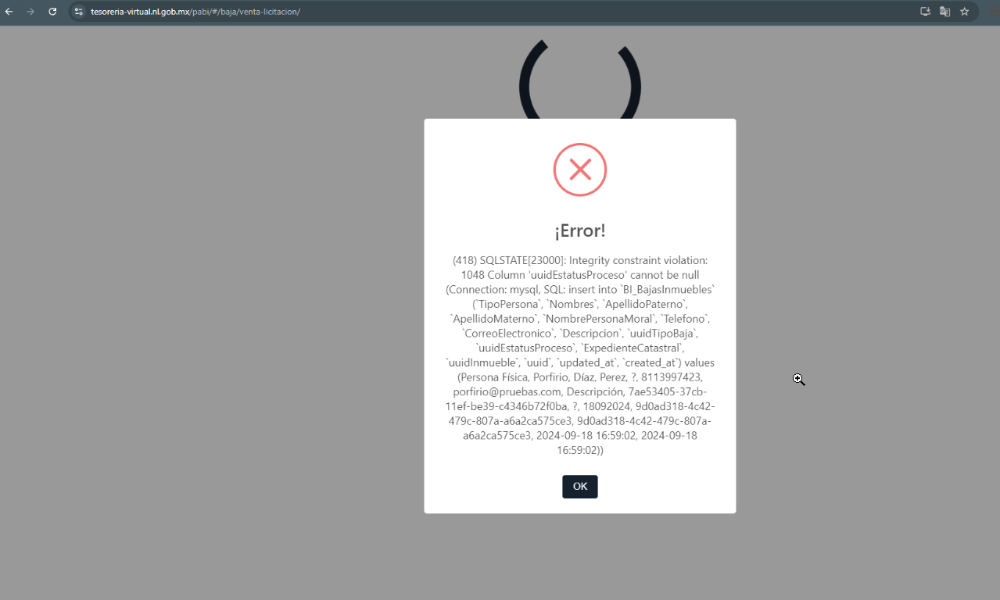 tesoreria-virtual.nl.gob.mx/pabi/#/baja/venta-licitacion/
¡Error!
(418) SQLSTATE[23000]: Integrity constraint violation:
1048 Column 'uuidEstatusProceso' cannot be null
(Connection: mysql, SQL: insert into `BI_BajasInmuebles`
(`TipoPersona`, `Nombres`, `ApellidoPaterno`,
`ApellidoMaterno`, `NombrePersonaMoral`, `Telefono`,
`CorreoElectronico`, `Descripcion`, `uuidTipoBaja`,
`uuidEstatusProceso`, `ExpedienteCatastral`,
`uuidInmueble`, `uuid`, `updated_at`, `created_at`) values
(Persona Física, Porfirio, Díaz, Perez, ?, 8113997423,
porfirio@pruebas.com, Descripción, 7ae53405-37cb-
11ef-be39-c4346b72f0ba, ?, 18092024, 9d0ad318-4c42-
479c-807a-a6a2ca575ce3, 9d0ad318-4c42-479c-807a-
a6a2ca575ce3, 2024-09-18 16:59:02, 2024-09-18
16:59:02))
OK